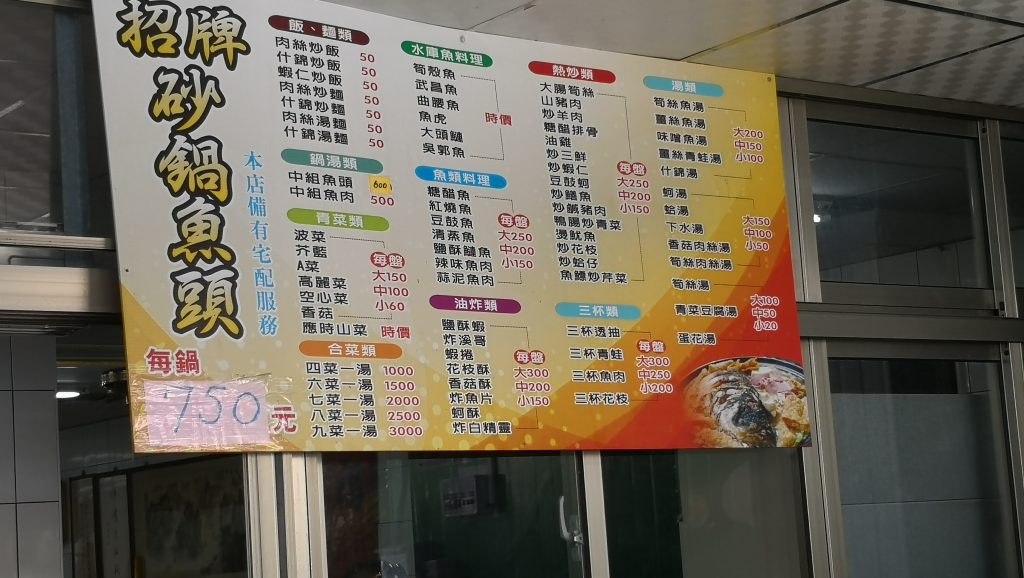 招牌
砂鍋魚頭
本店備有宅配服務
每鍋
750元
飯、麵類
肉絲炒飯 50
什錦炒飯 50
蝦仁炒飯 50
肉絲炒麵 50
什錦炒麵 50
肉絲湯麵 50
什錦湯麵 50
鍋湯類
中組魚頭 600
中組魚肉 500
青菜類
波菜
芥藍
A菜
高麗菜
空心菜
香菇
每盤
大150
中100
小60
應時山菜 時價
合菜類
四菜一湯 1000
六菜一湯 1500
七菜一湯 2000
八菜一湯 2500
九菜一湯 3000
水庫魚料理
筍殼魚
武昌魚
曲腰魚
魚虎
大頭鰱
吳郭魚
時價
魚類料理
糖醋魚
紅燒魚
豆鼓魚
清蒸魚
鹽酥鰱魚
辣味魚肉
蒜泥魚肉
每盤
大250
中200
小150
油炸類
鹽酥蝦
炸溪哥
蝦捲
花枝酥
香菇酥
炸魚片
蚵酥
炸白精靈
每盤
大300
中200
小150
熱炒類
大腸筍絲
山豬肉
炒羊肉
糖醋排骨
油雞
炒三鮮
炒蝦仁
豆鼓蚵
炒鱔魚
炒鹹豬肉
鴨腸炒青菜
燙魷魚
炒花枝
炒蛤仔
魚鰾炒芹菜
每盤
大250
中200
小150
三杯類
三杯透抽
三杯青蛙
三杯魚肉
三杯花枝
每盤
大300
中250
小200
湯類
筍絲魚湯
薑絲魚湯
味噌魚湯
薑絲青蛙湯
什錦湯
大200
中150
小100
蚵湯
蛤湯
下水湯
香菇肉絲湯
筍絲肉絲湯
大150
中100
小50
筍絲湯
青菜豆腐湯
蛋花湯
大100
中50
小20